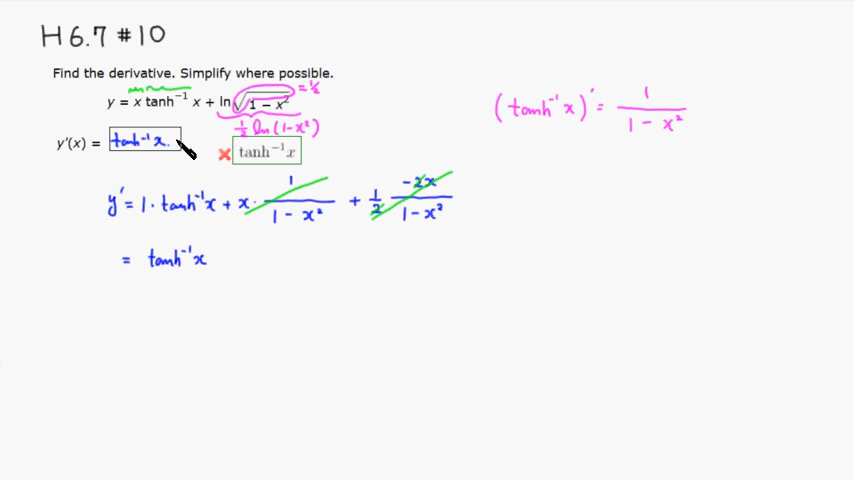 H 6.7 #10
Find the derivative. Simplify where possible.
y = x tanh⁻¹ x + ln√(1 − x²) = ½
½ ln(1-x²)
(tanh⁻¹x)' = 1/(1 - x²)
y'(x) = tanh⁻¹x.
tanh⁻¹x
y' = 1 · tanh⁻¹x + x · 1/(1 - x²) + 1/2 -2x/(1-x²)
= tanh⁻¹x